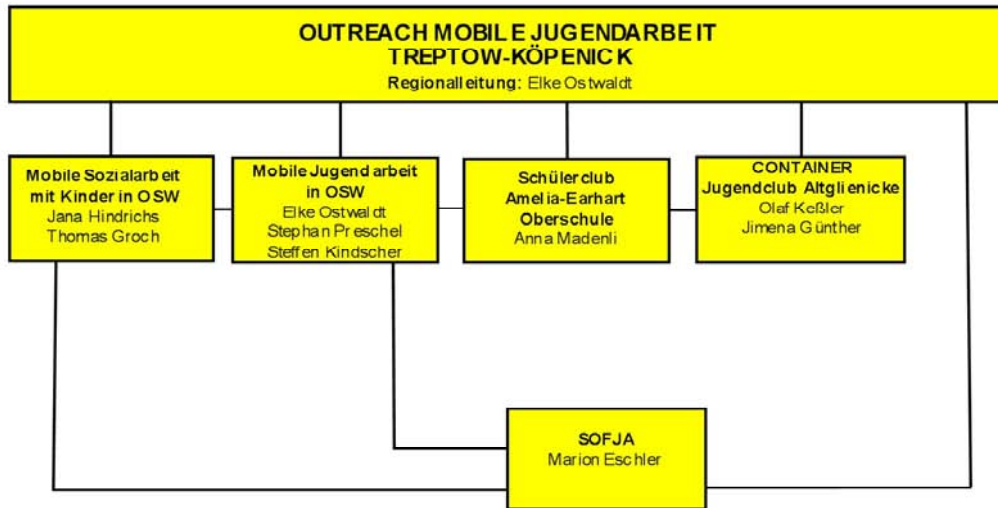 OUTREACH MOBILE JUGENDARBEIT
TREPTOW-KÖPENICK
Regionalleitung: Elke Ostwaldt
Mobile Sozialarbeit
mit Kinder in OSW
Jana Hindrichs
Thomas Groch
Mobile Jugendarbeit
in OSW
Elke Ostwaldt
Stephan Preschel
Steffen Kindscher
Schülerclub
Amelia-Earhart
Oberschule
Anna Madenli
CONTAINER
Jugendclub Altglienicke
Olaf Keßler
Jimena Günther
SOFJA
Marion Eschler